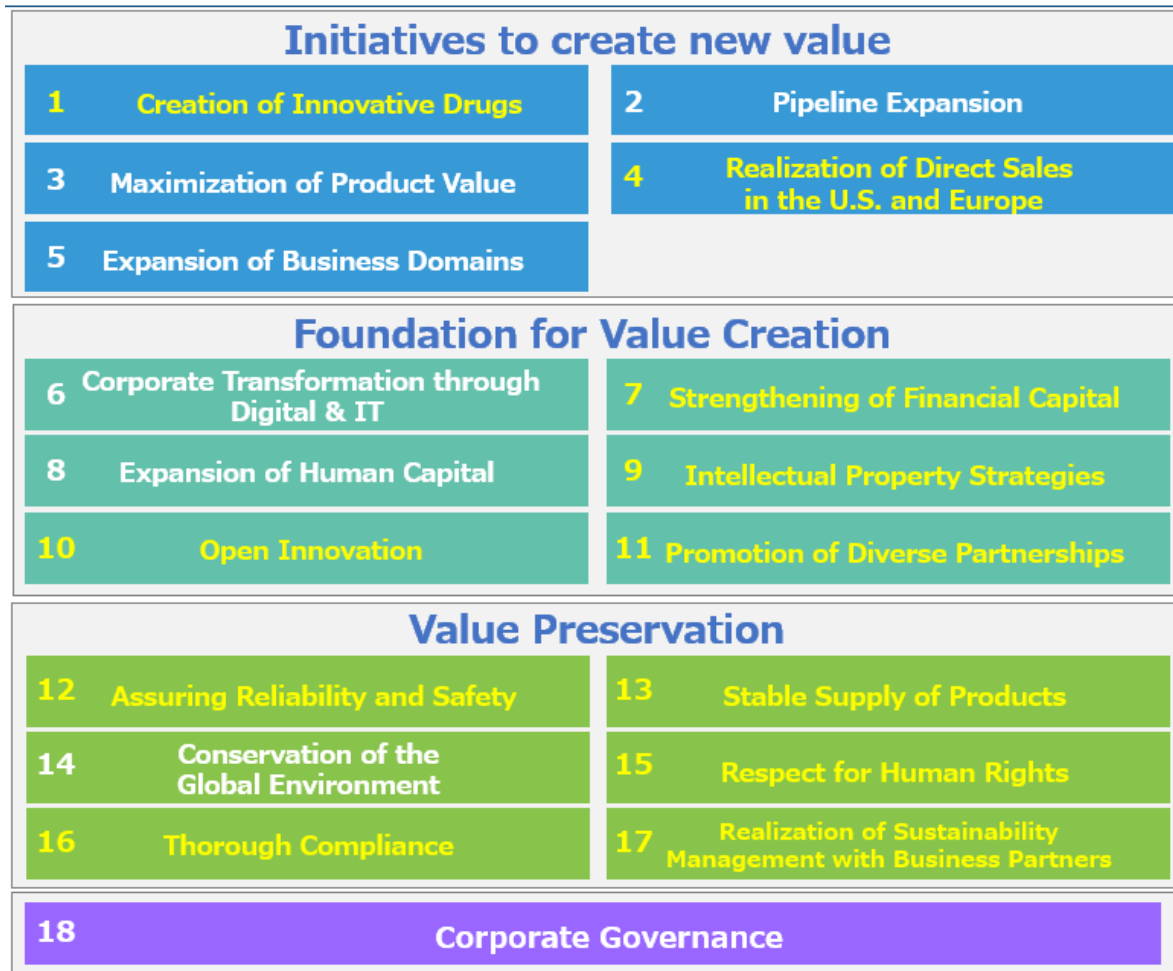 Initiatives to create new value
1 Creation of Innovative Drugs
2 Pipeline Expansion
3 Maximization of Product Value
4 Realization of Direct Sales
in the U.S. and Europe
5 Expansion of Business Domains
Foundation for Value Creation
6 Corporate Transformation through
Digital & IT
7 Strengthening of Financial Capital
8 Expansion of Human Capital
9 Intellectual Property Strategies
10 Open Innovation
11 Promotion of Diverse Partnerships
Value Preservation
12 Assuring Reliability and Safety
13 Stable Supply of Products
14 Conservation of the
Global Environment
15 Respect for Human Rights
16 Thorough Compliance
17 Realization of Sustainability
Management with Business Partners
18 Corporate Governance